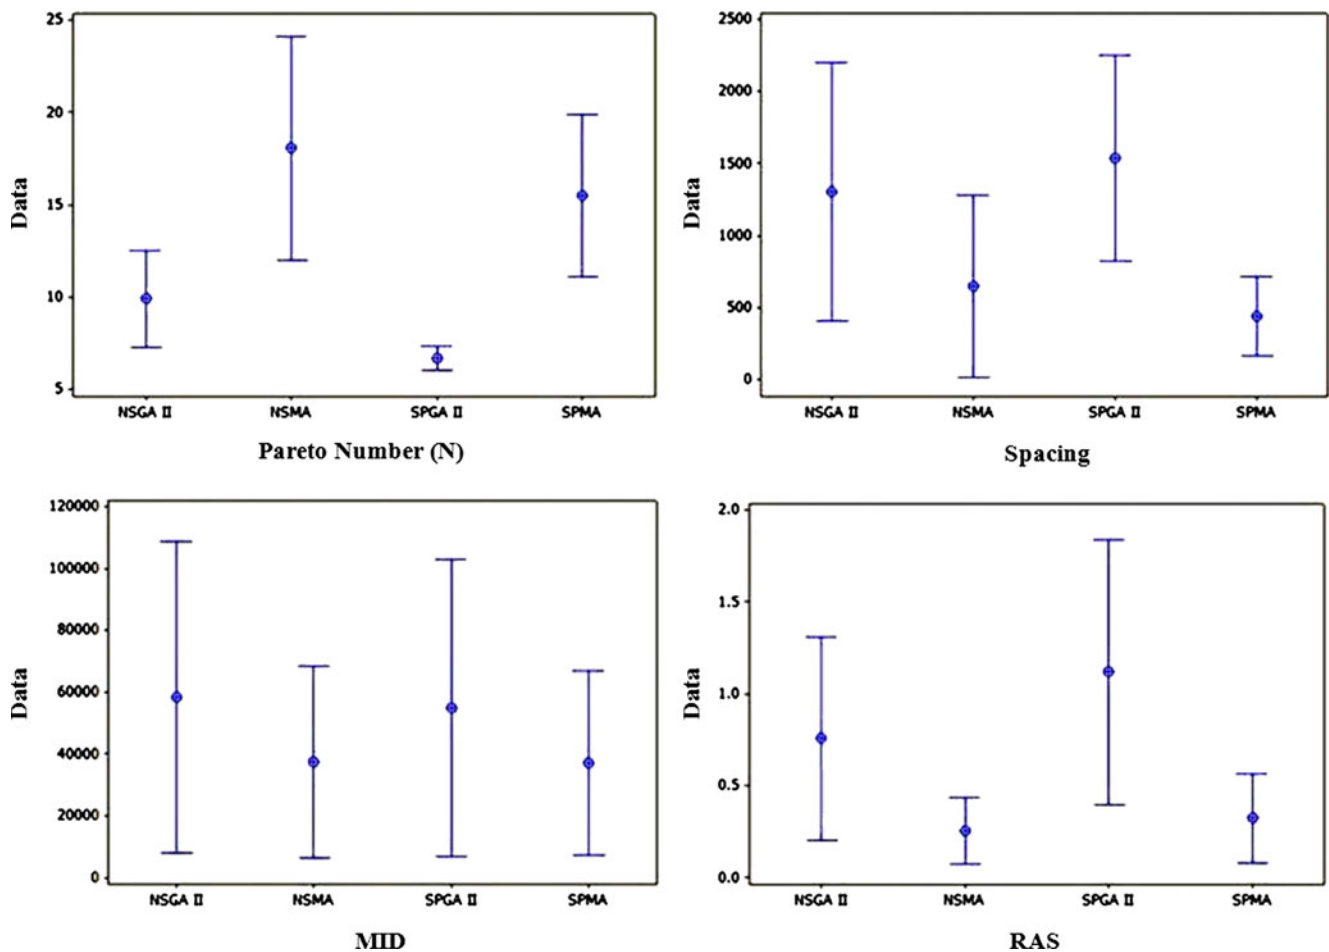 25
20
15
10
5
Data
NSGA II
NSMA
SPGA II
SPMA
Pareto Number (N)
2500
2000
1500
1000
500
0
Data
NSGA II
NSMA
SPGA II
SPMA
Spacing
120000
100000
80000
60000
40000
20000
0
Data
NSGA II
NSMA
SPGA II
SPMA
MID
2.0
1.5
1.0
0.5
0.0
Data
NSGA II
NSMA
SPGA II
SPMA
RAS